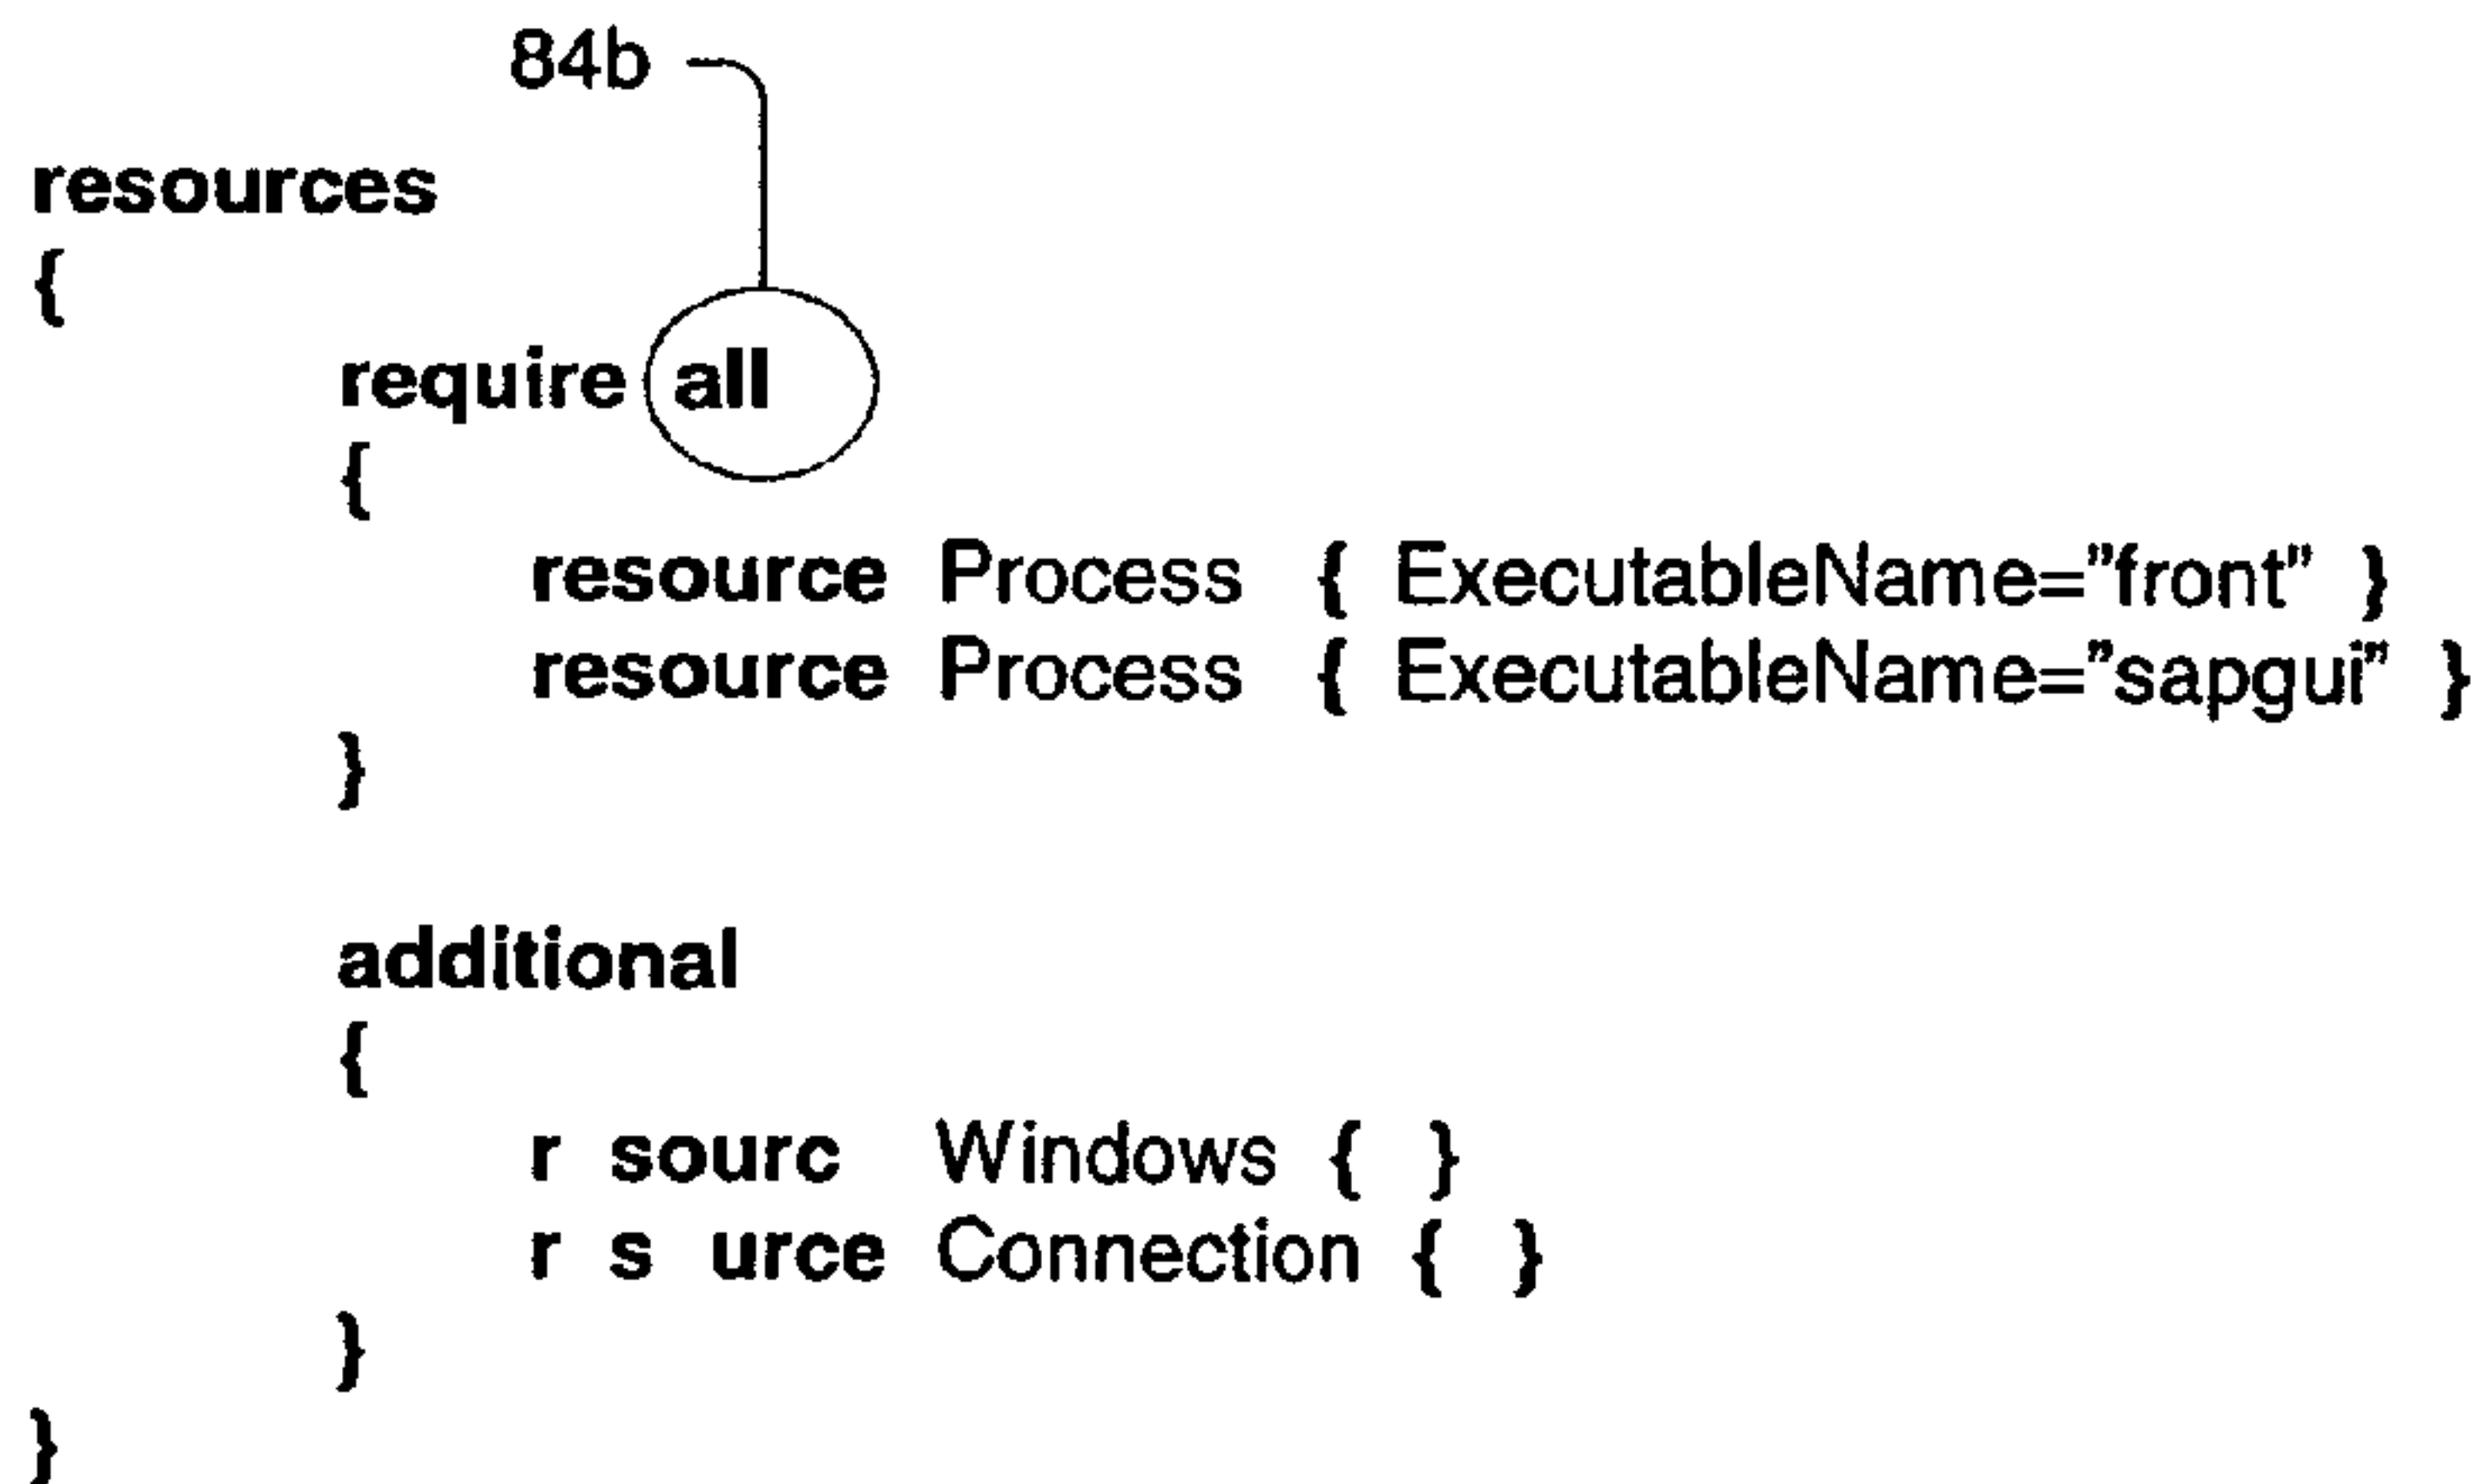 84b
resources
{
require all
{
resource Process { ExecutableName="front" }
resource Process { ExecutableName="sapgui" }
}
additional
{
r sourc Windows { }
r s urce Connection { }
}
}